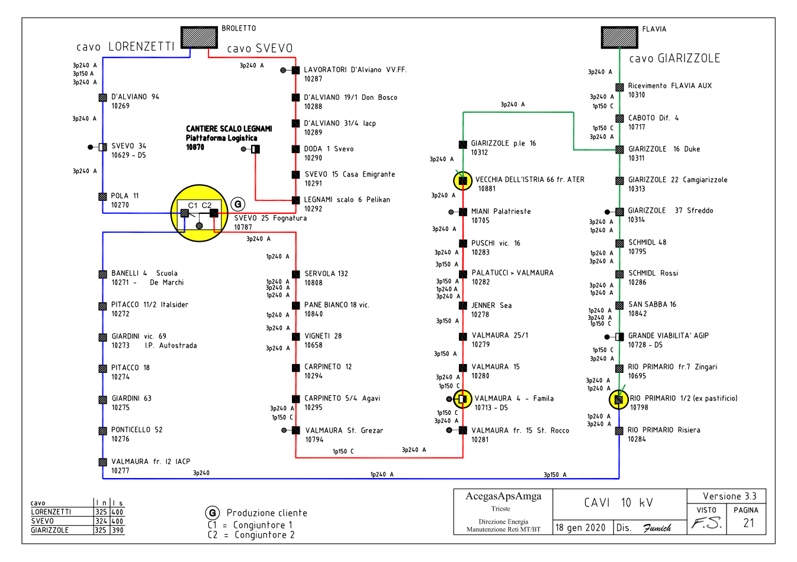 BROLETTO
FLAVIA
cavo LORENZETTI
cavo SVEVO
cavo GIARIZZOLE
3p240 A
3p150 A
3p240 A
D'ALVIANO 94
10269
3p240 A
SVEVO 34
10629 - D5
3p240 A
POLA 11
10270
3p240 A
LAVORATORI D'Alviano VV.FF.
10287
D'ALVIANO 19/1 Don Bosco
10288
D'ALVIANO 31/4 Iacp
10289
DODA 1 Svevo
10290
SVEVO 15 Casa Emigrante
10291
LEGNAMI scalo 6 Pelikan
10292
CANTIERE SCALO LEGNAMI
Piattaforma Logistica
10870
C1 C2
G
SVEVO 25 Fognatura
10787
3p240 A
BANELLI 4 Scuola
10271 - De Marchi
PITACCO 11/2 Italsider
10272
GIARDINI vic. 69
10273 I.P. Autostrada
PITACCO 18
10274
GIARDINI 63
10275
PONTICELLO 52
10276
VALMAURA fr. 12 IACP
10277
3p240
1p240 A
3p150 A
1p240 A
SERVOLA 132
10808
1p240 A
3p240 A
1p240 A
PANE BIANCO 18 vic.
10840
1p240 A
3p240 A
VIGNETI 28
10658
3p240 A
CARPINETO 12
10294
CARPINETO 5/4 Agavi
10295
3p240 A
1p150 C
VALMAURA St. Grezar
10794
1p150 C
3p240 A
3p240 A
GIARIZZOLE p.le 16
10312
3p240 A
VECCHIA DELL'ISTRIA 66 fr. ATER
10881
MIANI Palatrieste
10705
3p240 A
PUSCHI vic. 16
10283
3p240 A
3p150 A
PALATUCCI > VALMAURA
10282
3p150 A
1p240 A
3p240 A
JENNER Sea
10278
3p150 A
VALMAURA 25/1
10279
3p150 A
VALMAURA 15
10280
3p240 A
1p150 C
VALMAURA 4 - Famila
10713 - D5
1p150 C
3p240 A
VALMAURA fr. 15 St. Rocco
10281
3p240 A
Ricevimento FLAVIA AUX
10310
3p240 A
1p150 C
CABOTO Dif. 4
10717
1p150 C
3p240 A
GIARIZZOLE 16 Duke
10311
GIARIZZOLE 22 Camgiarizzole
10313
GIARIZZOLE 37 Sfreddo
10314
3p240 A
1p240 A
SCHMIDL 48
10795
1p240 A
3p240 A
SCHMIDL Rossi
10286
3p240 A
1p240 A
SAN SABBA 16
10842
1p240 A
3p240 A
1p150 C
GRANDE VIABILITA' AGIP
10728 - D5
1p150 C
3p240 A
RIO PRIMARIO fr.7 Zingari
10695
3p240 A
1p240 A
RIO PRIMARIO 1/2 (ex pastificio)
10798
1p240 A
3p240 A
RIO PRIMARIO Risiera
10284
cavo I n I s
LORENZETTI 325 400
SVEVO 324 400
GIARIZZOLE 325 390
G Produzione cliente
C1 = Congiuntore 1
C2 = Congiuntore 2
AcegasApsAmga
Trieste
Direzione Energia
Manutenzione Reti MT/BT
CAVI 10 kV
18 gen 2020
Dis. Fumich
Versione 3.3
VISTO
F.S.
PAGINA
21